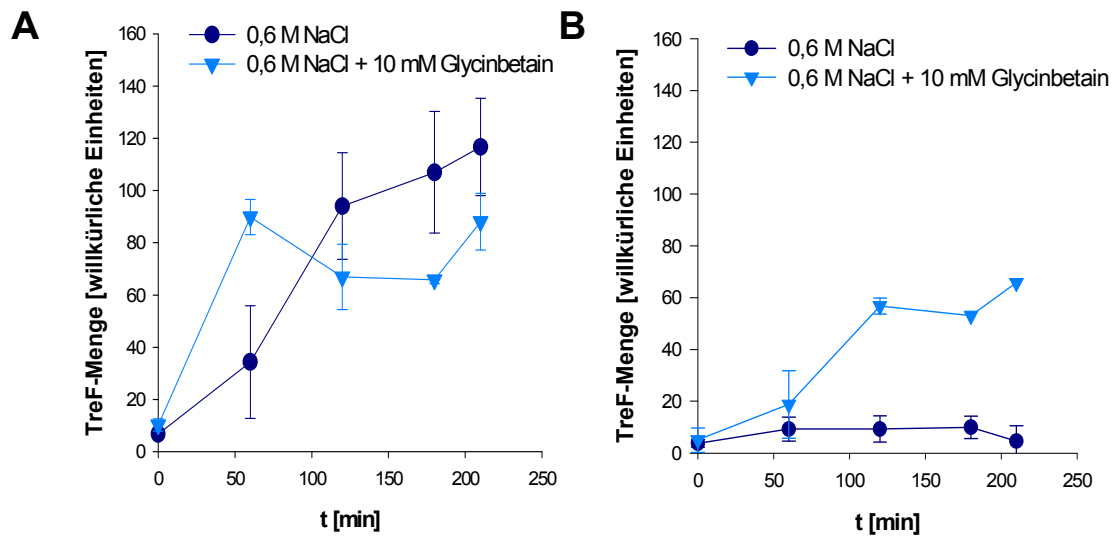 A
0,6 M NaCl
0,6 M NaCl + 10 mM Glycinbetain
TreF-Menge [willkürliche Einheiten]
160
140
120
100
80
60
40
20
0
0 50 100 150 200 250
t [min]
B
0,6 M NaCl
0,6 M NaCl + 10 mM Glycinbetain
TreF-Menge [willkürliche Einheiten]
160
140
120
100
80
60
40
20
0
0 50 100 150 200 250
t [min]